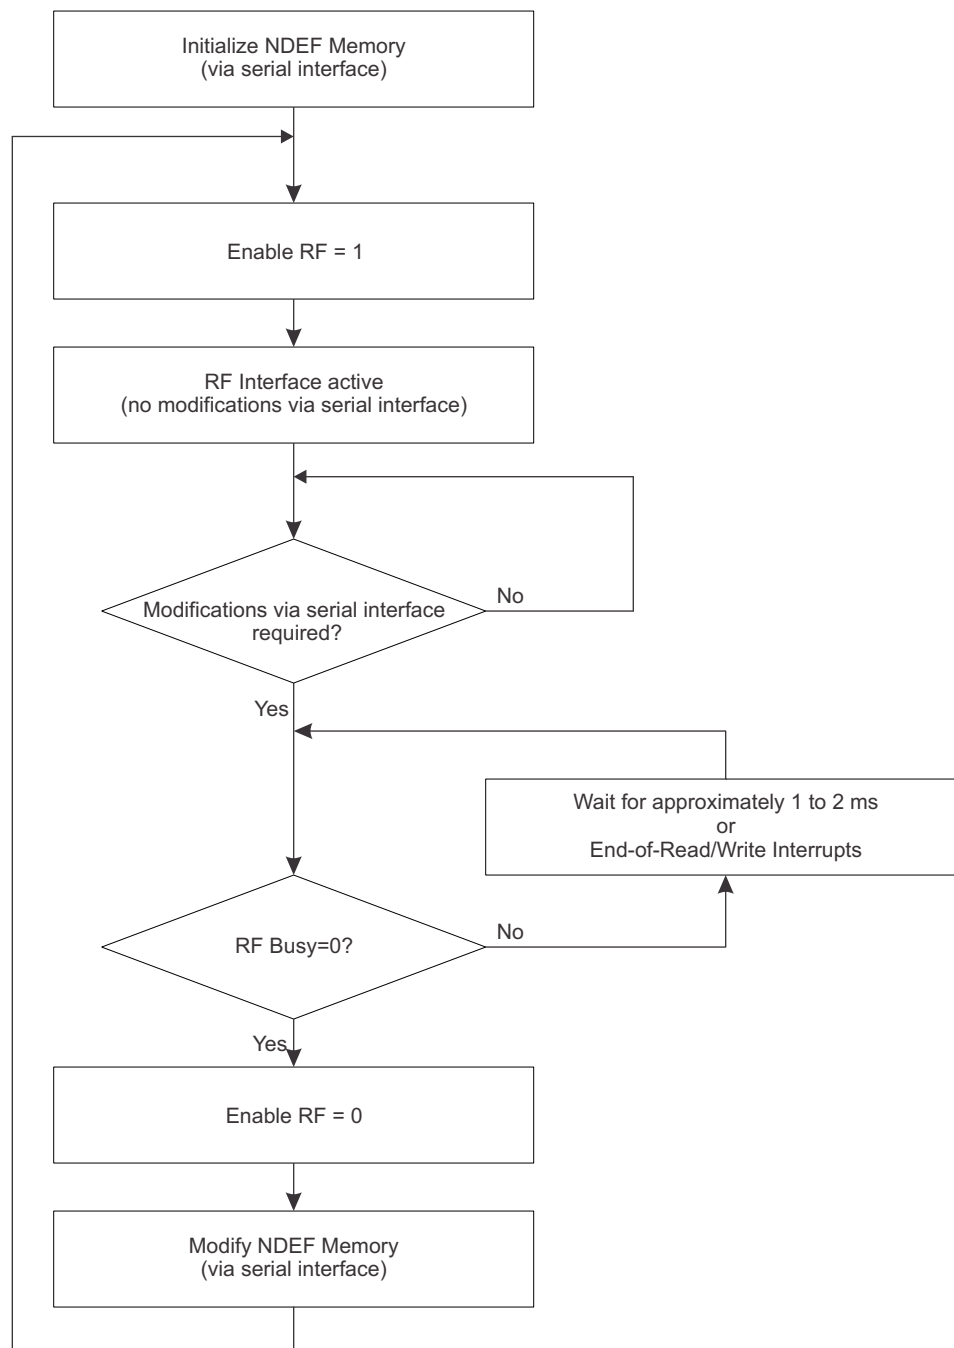 Initialize NDEF Memory
(via serial interface)
Enable RF = 1
RF Interface active
(no modifications via serial interface)
Modifications via serial interface
required?
No
Yes
Wait for approximately 1 to 2 ms
or
End-of-Read/Write Interrupts
RF Busy=0?
No
Yes
Enable RF = 0
Modify NDEF Memory
(via serial interface)